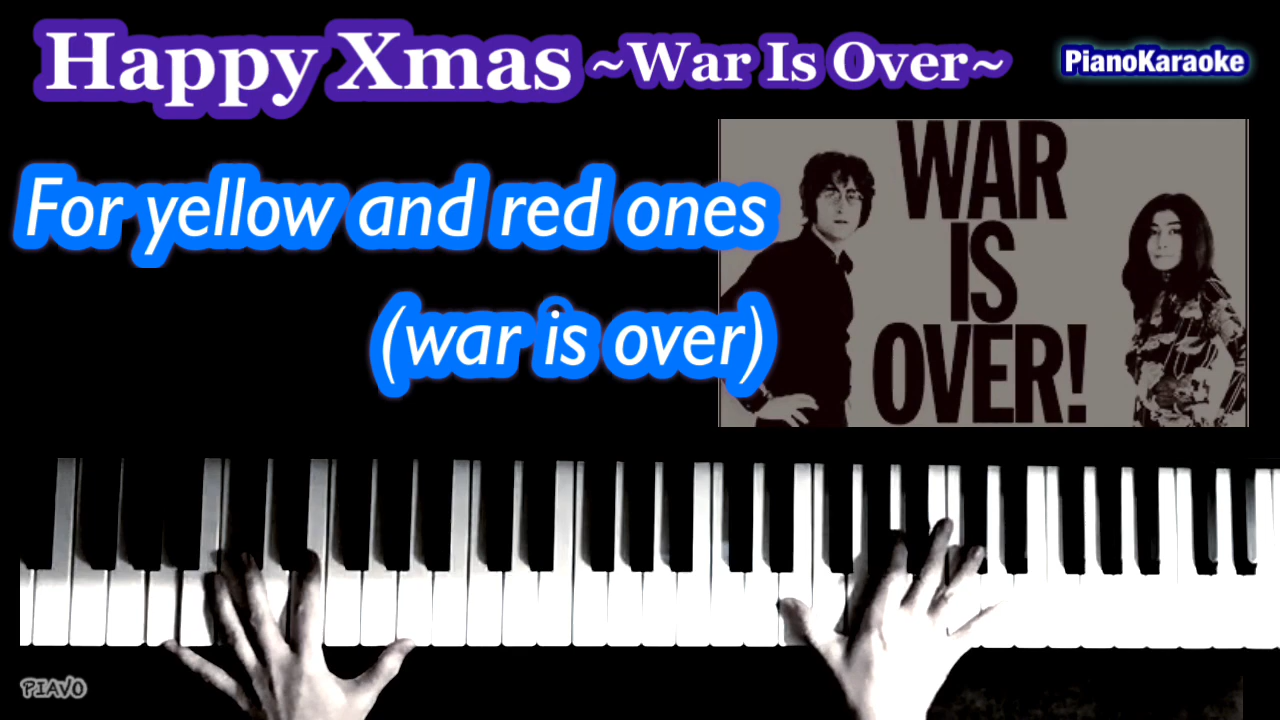 Happy Xmas ~War Is Over~
PianoKaraoke
For yellow and red ones
(war is over)
WAR
IS
OVER!
PIAVO